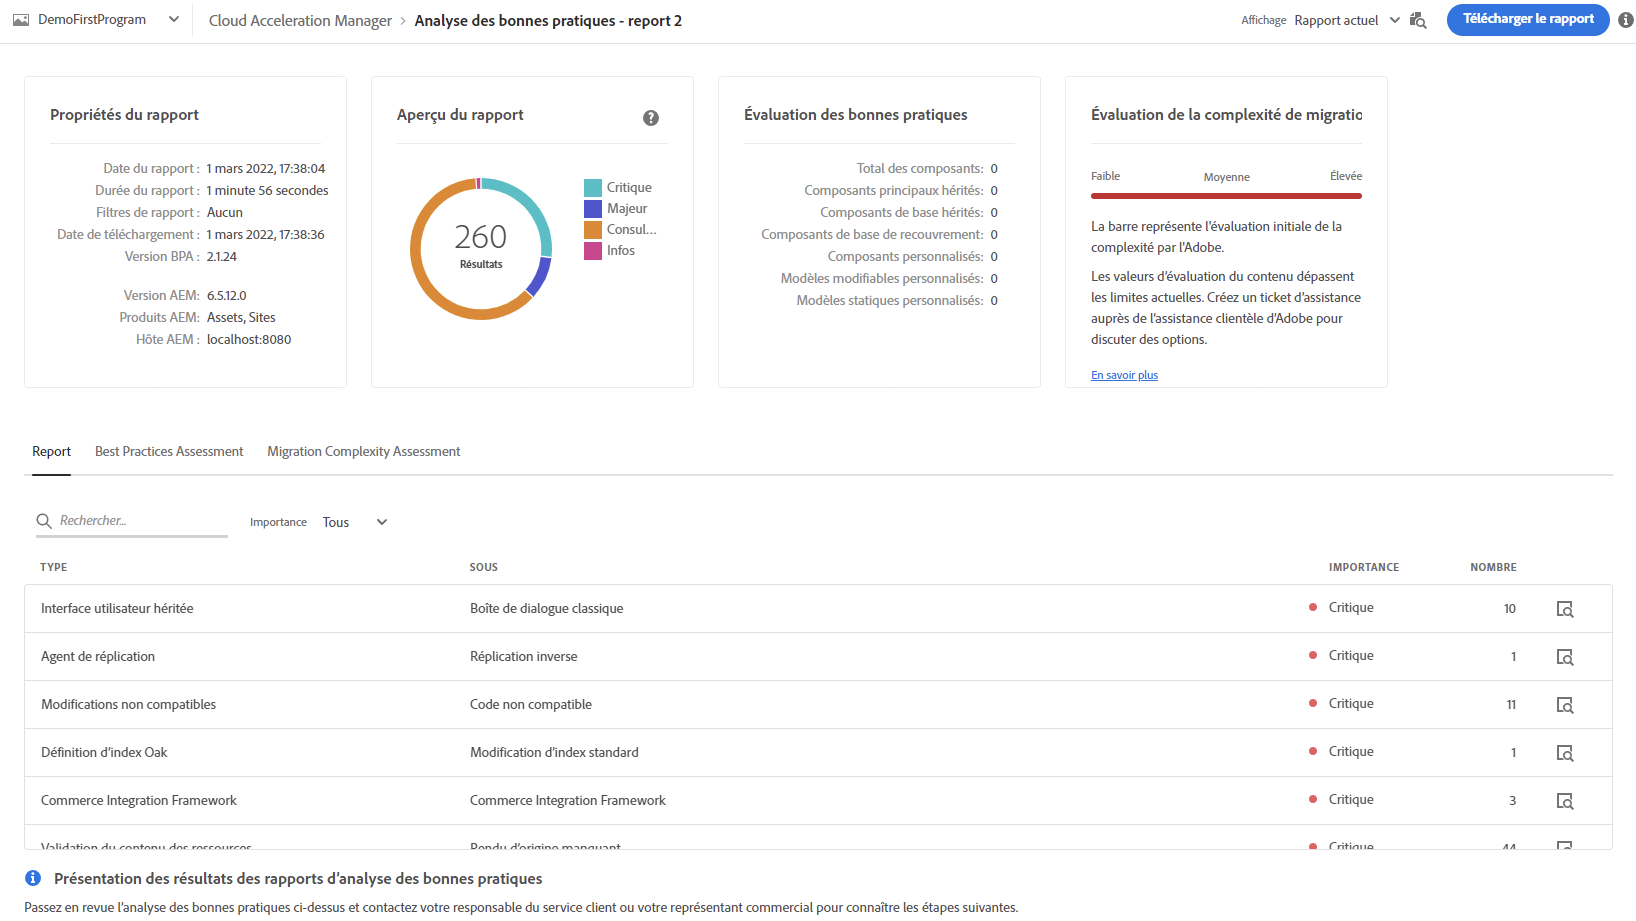 DemoFirstProgram
Cloud Acceleration Manager › Analyse des bonnes pratiques - report 2
Affichage Rapport actuel
Télécharger le rapport
Propriétés du rapport
Date du rapport : 1 mars 2022, 17:38:04
Durée du rapport : 1 minute 56 secondes
Filtres de rapport : Aucun
Date de téléchargement : 1 mars 2022, 17:38:36
Version BPA : 2.1.24
Version AEM: 6.5.12.0
Produits AEM: Assets, Sites
Hôte AEM : localhost:8080
Aperçu du rapport
260
Résultats
Critique
Majeur
Consul...
Infos
Évaluation des bonnes pratiques
Total des composants: 0
Composants principaux hérités: 0
Composants de base hérités: 0
Composants de base de recouvrement: 0
Composants personnalisés: 0
Modèles modifiables personnalisés: 0
Modèles statiques personnalisés: 0
Évaluation de la complexité de migratio
Faible Moyenne Élevée
La barre représente l'évaluation initiale de la
complexité par l'Adobe.
Les valeurs d'évaluation du contenu dépassent
les limites actuelles. Créez un ticket d'assistance
auprès de l'assistance clientèle d'Adobe pour
discuter des options.
En savoir plus
Report Best Practices Assessment Migration Complexity Assessment
Rechercher... Importance Tous
TYPE SOUS IMPORTANCE NOMBRE
Interface utilisateur héritée Boîte de dialogue classique Critique 10
Agent de réplication Réplication inverse Critique 1
Modifications non compatibles Code non compatible Critique 11
Définition d'index Oak Modification d'index standard Critique 1
Commerce Integration Framework Commerce Integration Framework Critique 3
Validation du contenu des ressources Rendu d'origine manquant Critique 44
Présentation des résultats des rapports d'analyse des bonnes pratiques
Passez en revue l'analyse des bonnes pratiques ci-dessus et contactez votre responsable du service client ou votre représentant commercial pour connaître les étapes suivantes.